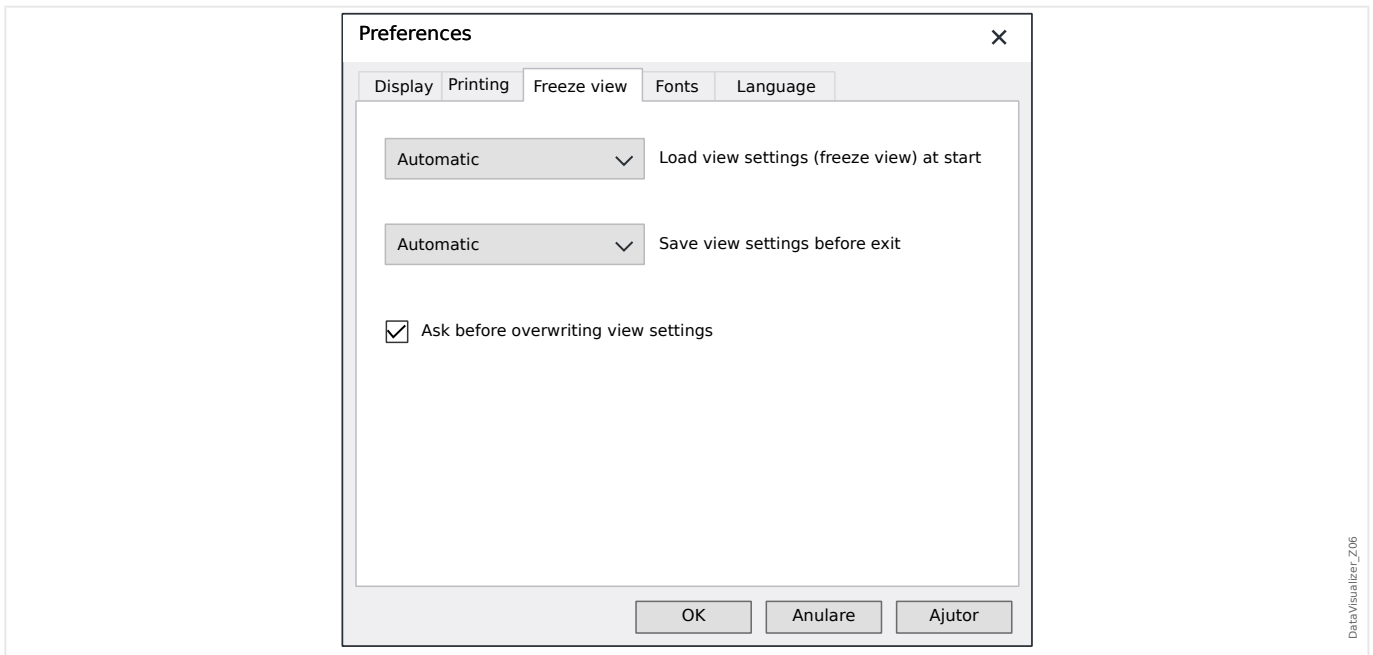 Preferences
Display Printing Freeze view Fonts Language
Automatic Load view settings (freeze view) at start
Automatic Save view settings before exit
Ask before overwriting view settings
OK Anulare Ajutor
DataVisualizer_Z06